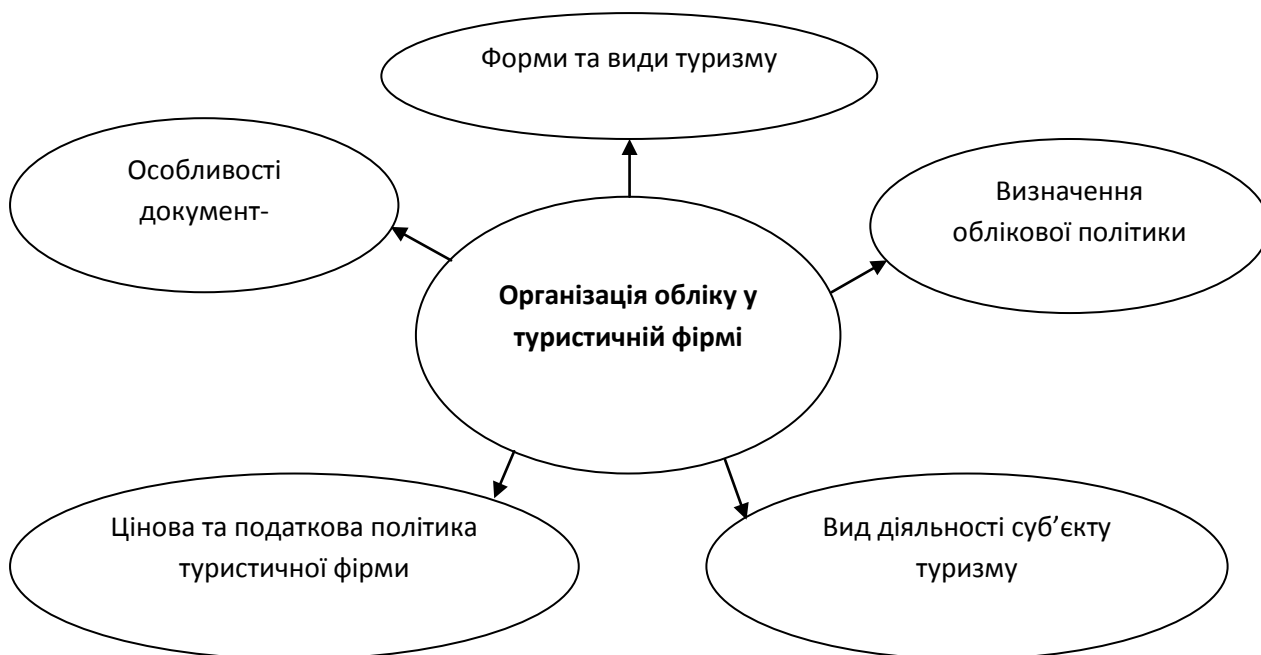 Форми та види туризму
Особливості
документ-
Визначення
облікової політики
Організація обліку у
туристичній фірмі
Цінова та податкова політика
туристичної фірми
Вид діяльності суб’єкту
туризму